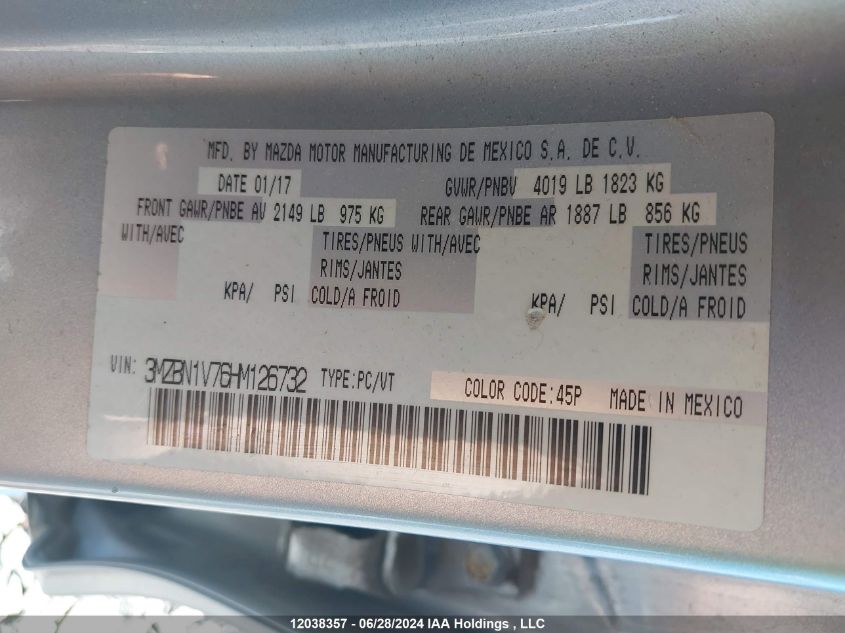 MFD. BY MAZDA MOTOR MANUFACTURING DE MEXICO S.A. DE C.V.
DATE 01/17 GVWR/PNBV 4019 LB 1823 KG
FRONT GAWR/PNBE AV 2149 LB 975 KG REAR GAWR/PNBE AR 1887 LB 856 KG
WITH/AVEC TIRES/PNEUS WITH/AVEC TIRES/PNEUS
RIMS/JANTES RIMS/JANTES
KPA/ PSI COLD/A FROID KPA/ PSI COLD/A FROID
VIN: 3MZBN1V76HM126732 TYPE:PC/VT COLOR CODE:45P MADE IN MEXICO
12038357 - 06/28/2024 IAA Holdings , LLC